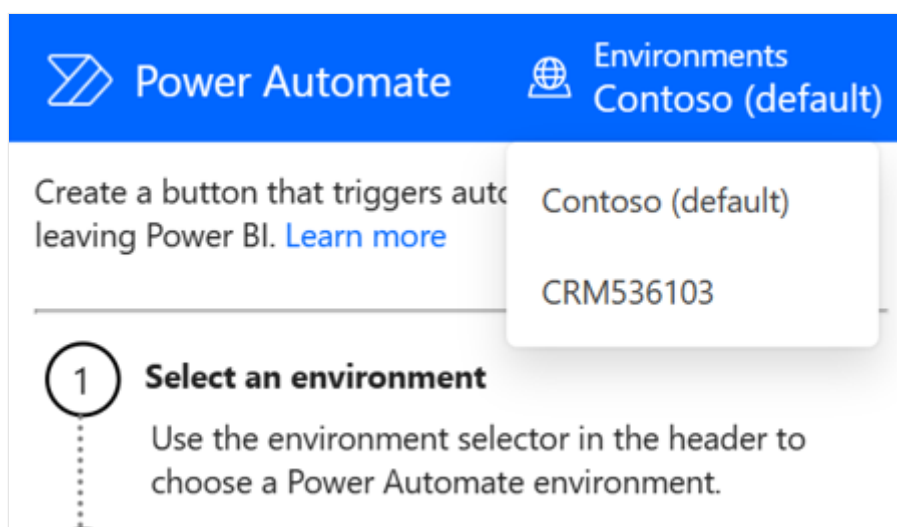 Power Automate
Environments
Contoso (default)
Create a button that triggers
leaving Power BI. Learn more
Contoso (default)
CRM536103
1
Select an environment
Use the environment selector in the header to
choose a Power Automate environment.